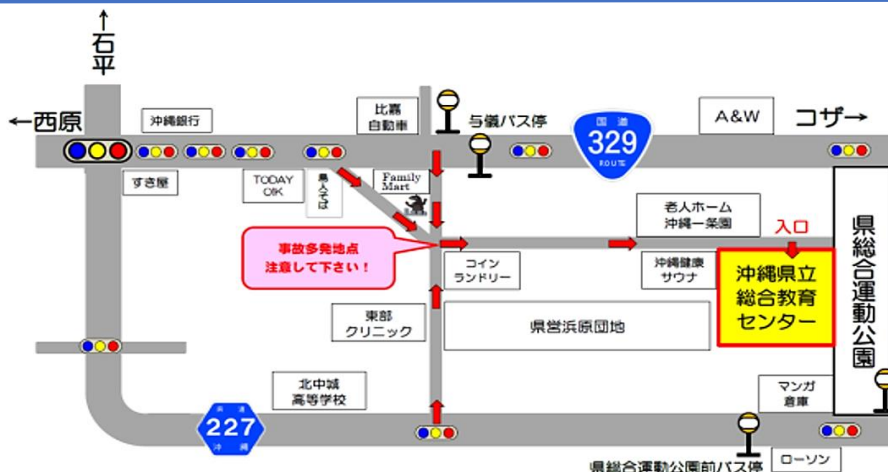 ↑
石平
←西原
沖縄銀行
比嘉
自動車
与儀バス停
国道
329
ROUTE
A&W
コザ→
すき屋
TODAY
OK
島人そば
Family
Mart
老人ホーム
沖縄一条園
入口
事故多発地点
注意して下さい！
コイン
ランドリー
沖縄健康
サウナ
沖縄県立
総合教育
センター
県総合運動公園
東部
クリニック
県営浜原団地
北中城
高等学校
マンガ
倉庫
県道
227
沖縄
県総合運動公園前バス停
ローソン